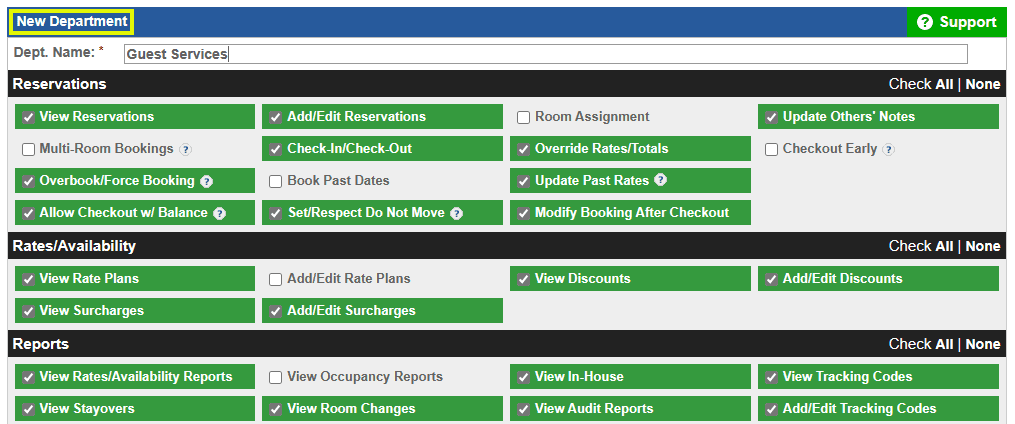 New Department ? Support
Dept. Name: * Guest Services
Reservations Check All | None
View Reservations Add/Edit Reservations Room Assignment Update Others' Notes
Multi-Room Bookings ? Check-In/Check-Out Override Rates/Totals Checkout Early ?
Overbook/Force Booking ? Book Past Dates Update Past Rates ?
Allow Checkout w/ Balance ? Set/Respect Do Not Move ? Modify Booking After Checkout
Rates/Availability Check All | None
View Rate Plans Add/Edit Rate Plans View Discounts Add/Edit Discounts
View Surcharges Add/Edit Surcharges
Reports Check All | None
View Rates/Availability Reports View Occupancy Reports View In-House View Tracking Codes
View Stayovers View Room Changes View Audit Reports Add/Edit Tracking Codes